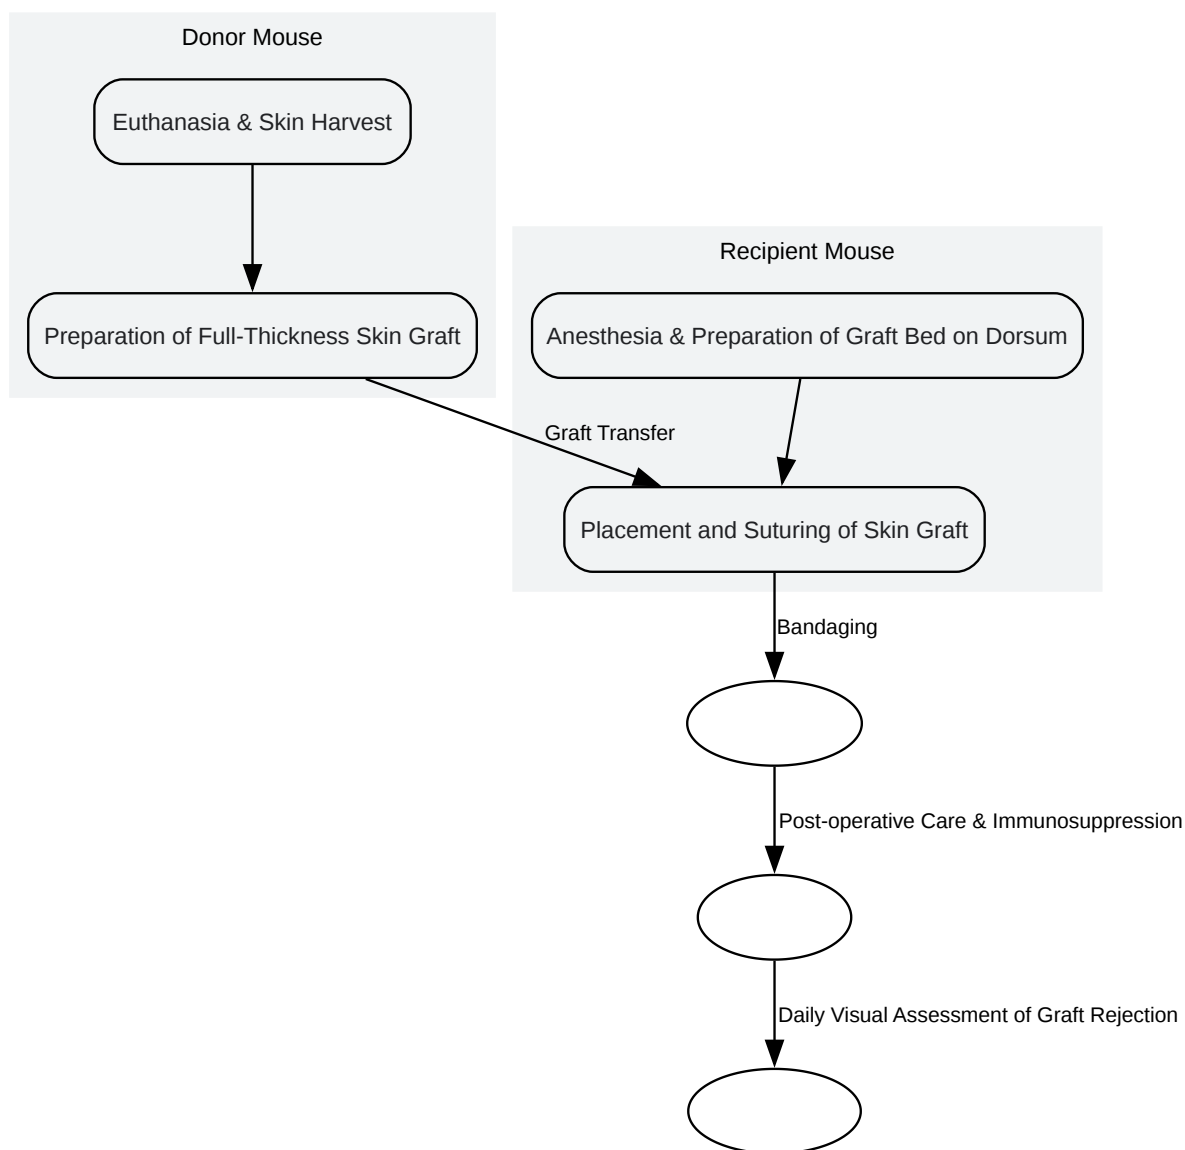 Donor Mouse
Euthanasia & Skin Harvest
Preparation of Full-Thickness Skin Graft
Recipient Mouse
Anesthesia & Preparation of Graft Bed on Dorsum
Graft Transfer
Placement and Suturing of Skin Graft
Bandaging
Post-operative Care & Immunosuppression
Daily Visual Assessment of Graft Rejection